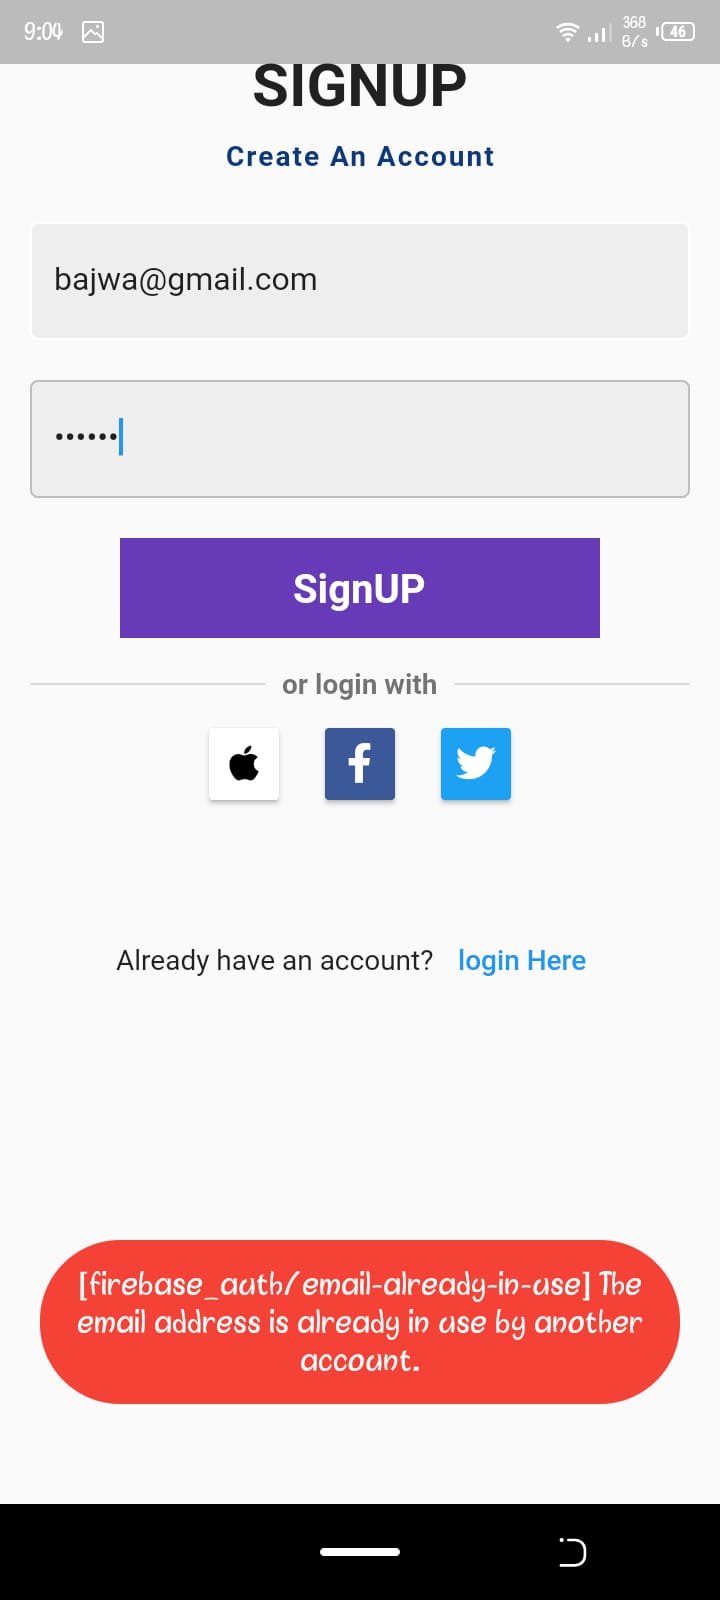 9:04
368
B/s
46
SIGNUP
Create An Account
bajwa@gmail.com
••••••
SignUP
or login with
Already have an account? login Here
[firebase_auth/email-already-in-use] The
email address is already in use by another
account.